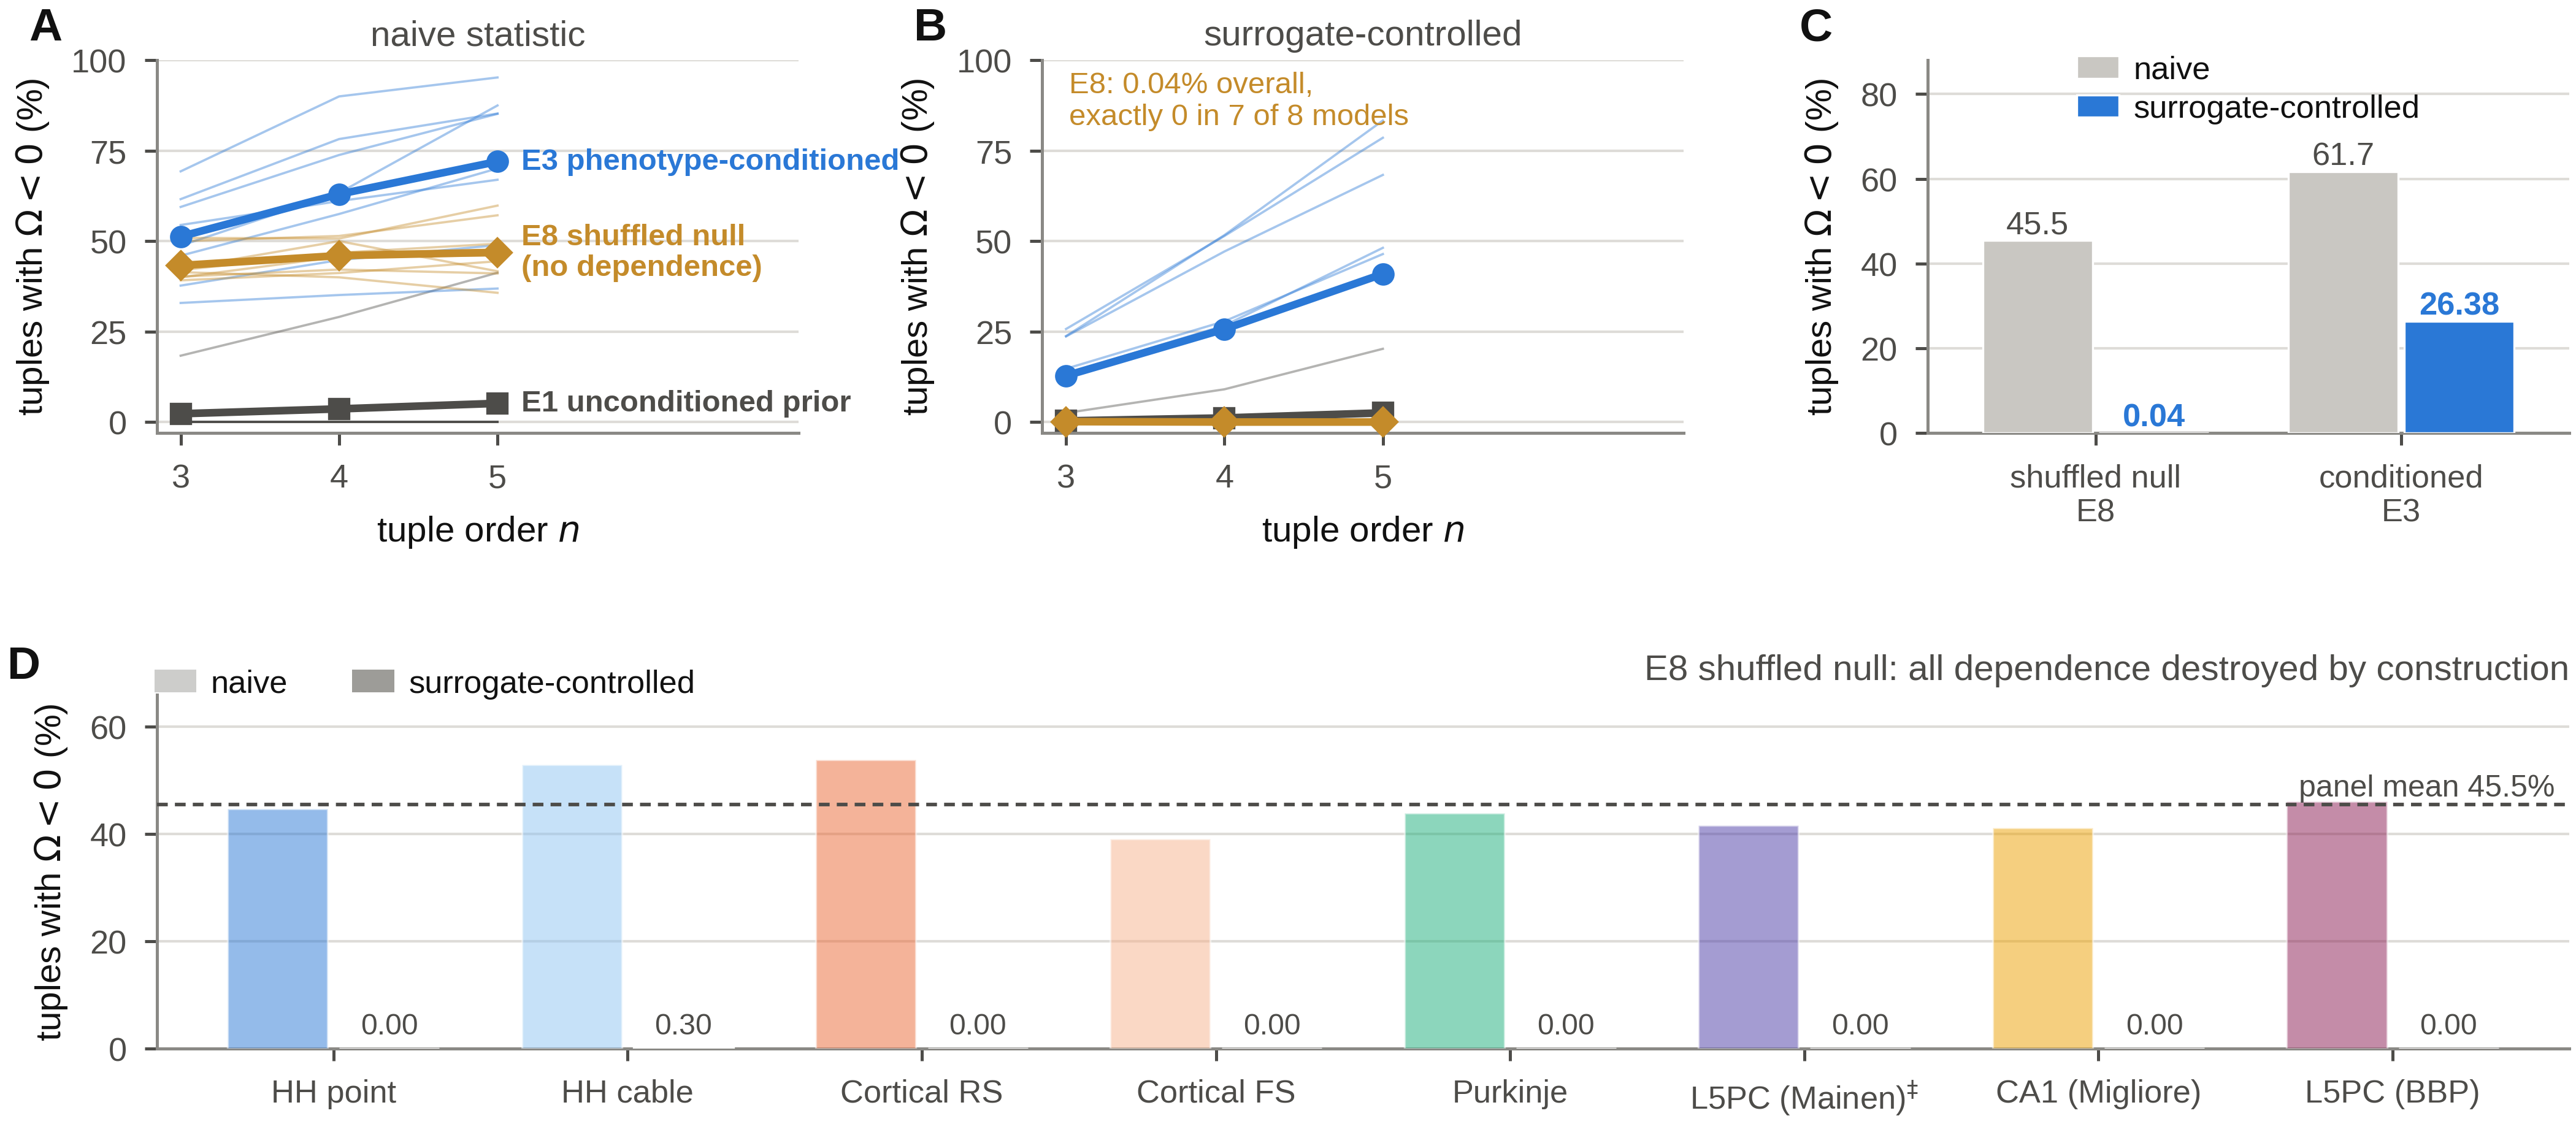 A
naive statistic
tuples with Ω < 0 (%)
100
75
50
25
0
E3 phenotype-conditioned
E8 shuffled null
(no dependence)
E1 unconditioned prior
3
4
5
tuple order n
B
surrogate-controlled
tuples with Ω < 0 (%)
100
75
50
25
0
E8: 0.04% overall,
exactly 0 in 7 of 8 models
3
4
5
tuple order n
C
naive
surrogate-controlled
tuples with Ω < 0 (%)
80
60
40
20
0
45.5
0.04
61.7
26.38
shuffled null
E8
conditioned
E3
D
naive
surrogate-controlled
E8 shuffled null: all dependence destroyed by construction
tuples with Ω < 0 (%)
60
40
20
0
panel mean 45.5%
0.00
0.30
0.00
0.00
0.00
0.00
0.00
0.00
HH point
HH cable
Cortical RS
Cortical FS
Purkinje
L5PC (Mainen)‡
CA1 (Migliore)
L5PC (BBP)